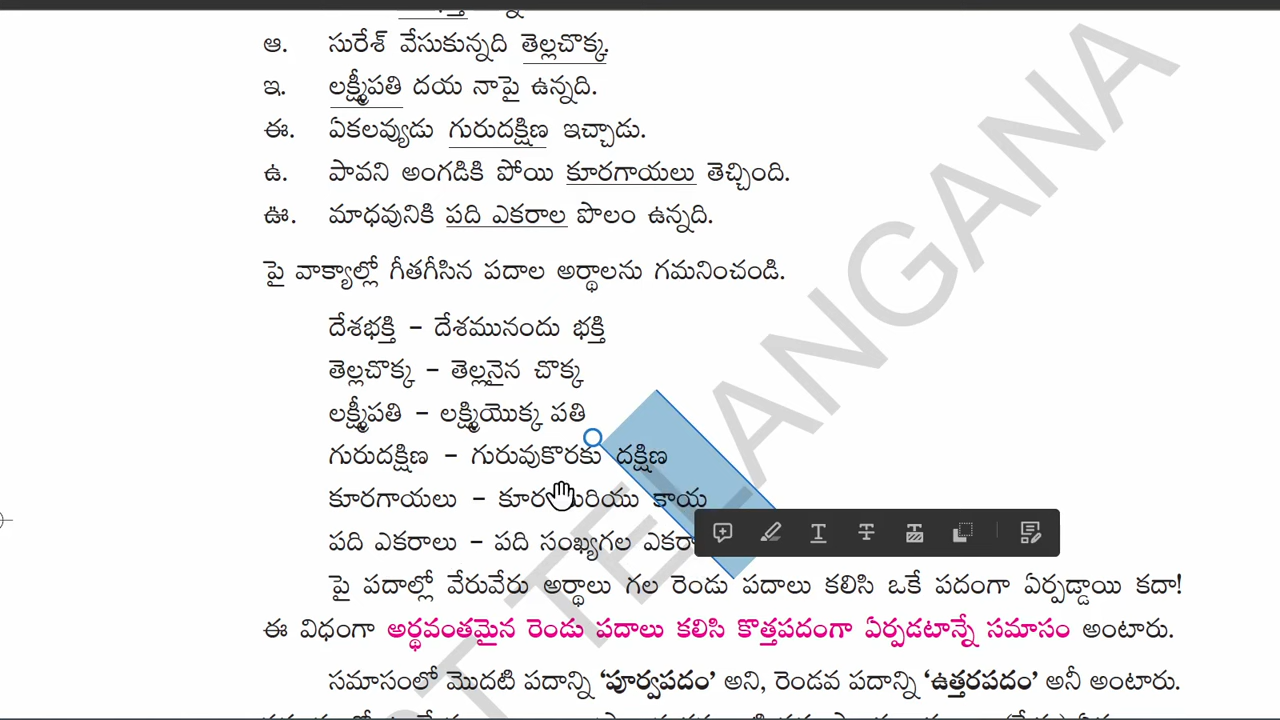 ఆ. సురేశ్ వేసుకున్నది తెల్లచొక్క.
ఇ. లక్ష్మీపతి దయ నాపై ఉన్నది.
ఈ. ఏకలవ్యుడు గురుదక్షిణ ఇచ్చాడు.
ఉ. పావని అంగడికి పోయి కూరగాయలు తెచ్చింది.
ఊ. మాధవునికి పది ఎకరాల పొలం ఉన్నది.
పై వాక్యాల్లో గీతగీసిన పదాల అర్థాలను గమనించండి.
దేశభక్తి – దేశమునందు భక్తి
తెల్లచొక్క – తెల్లనైన చొక్క
లక్ష్మీపతి – లక్ష్మియొక్క పతి
గురుదక్షిణ – గురువుకొరకు దక్షిణ
కూరగాయలు – కూర మరియు కాయ
పది ఎకరాలు – పది సంఖ్యగల
పై పదాల్లో వేరువేరు అర్థాలు గల రెండు పదాలు కలిసి ఒకే పదంగా ఏర్పడ్డాయి కదా!
ఈ విధంగా అర్థవంతమైన రెండు పదాలు కలిసి కొత్తపదంగా ఏర్పడటాన్నే సమాసం అంటారు.
సమాసంలో మొదటి పదాన్ని ‘పూర్వపదం’ అని, రెండవ పదాన్ని ‘ఉత్తరపదం’ అనీ అంటారు.
TELANGANA